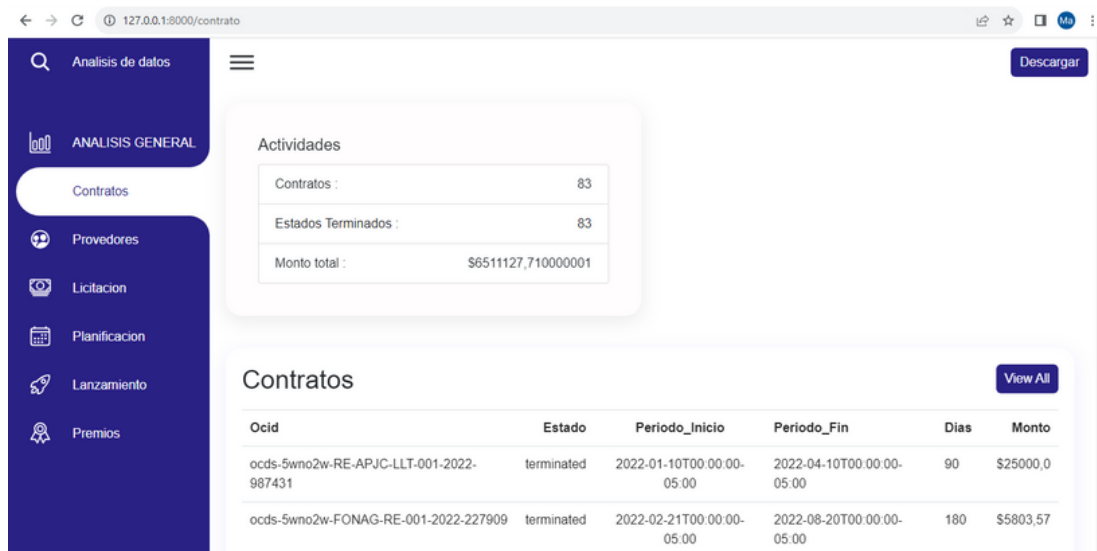 127.0.0.1:8000/contrato
Ma
Analisis de datos
Descargar
ANALISIS GENERAL
Contratos
Provedores
Licitacion
Planificacion
Lanzamiento
Premios
Actividades
Contratos : 83
Estados Terminados : 83
Monto total : $6511127,710000001
Contratos
View All
Ocid Estado Periodo_Inicio Periodo_Fin Dias Monto
ocds-5wno2w-RE-APJC-LLT-001-2022- terminated 2022-01-10T00:00:00- 2022-04-10T00:00:00- 90 $25000,0
987431 05:00 05:00
ocds-5wno2w-FONAG-RE-001-2022-227909 terminated 2022-02-21T00:00:00- 2022-08-20T00:00:00- 180 $5803,57
05:00 05:00